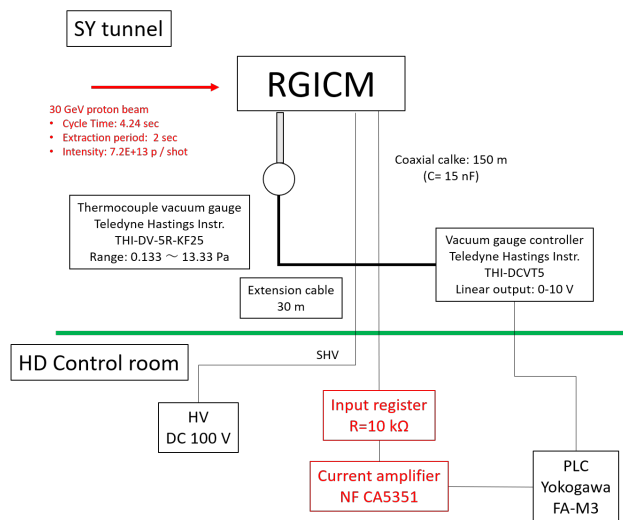 SY tunnel
RGICM
30 GeV proton beam
• Cycle Time: 4.24 sec
• Extraction period: 2 sec
• Intensity: 7.2E+13 p / shot
Coaxial calke: 150 m
(C= 15 nF)
Thermocouple vacuum gauge
Teledyne Hastings Instr.
THI-DV-5R-KF25
Range: 0.133 ～ 13.33 Pa
Vacuum gauge controller
Teledyne Hastings Instr.
THI-DCVT5
Linear output: 0-10 V
Extension cable
30 m
HD Control room
SHV
HV
DC 100 V
Input register
R=10 kΩ
Current amplifier
NF CA5351
PLC
Yokogawa
FA-M3